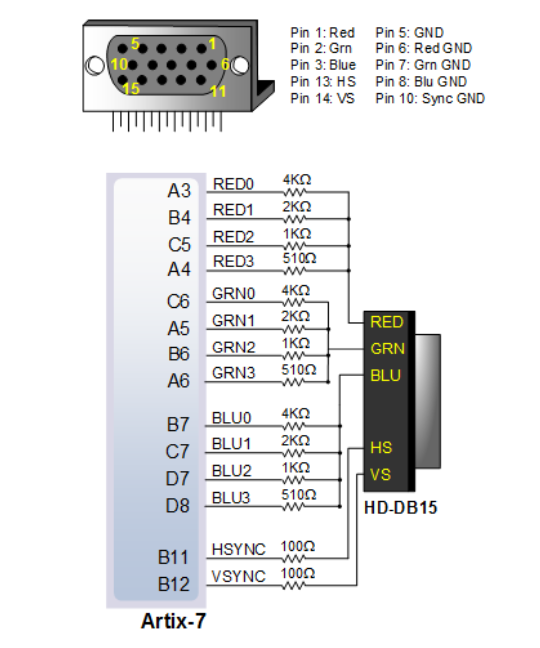 5 1
10 6
15 11
Pin 1: Red Pin 5: GND
Pin 2: Grn Pin 6: Red GND
Pin 3: Blue Pin 7: Grn GND
Pin 13: HS Pin 8: Blu GND
Pin 14: VS Pin 10: Sync GND
A3 RED0 4KΩ
B4 RED1 2KΩ
C5 RED2 1KΩ
A4 RED3 510Ω
C6 GRN0 4KΩ
A5 GRN1 2KΩ
B6 GRN2 1KΩ
A6 GRN3 510Ω
B7 BLU0 4KΩ
C7 BLU1 2KΩ
D7 BLU2 1KΩ
D8 BLU3 510Ω
B11 HSYNC 100Ω
B12 VSYNC 100Ω
Artix-7
RED
GRN
BLU
HS
VS
HD-DB15